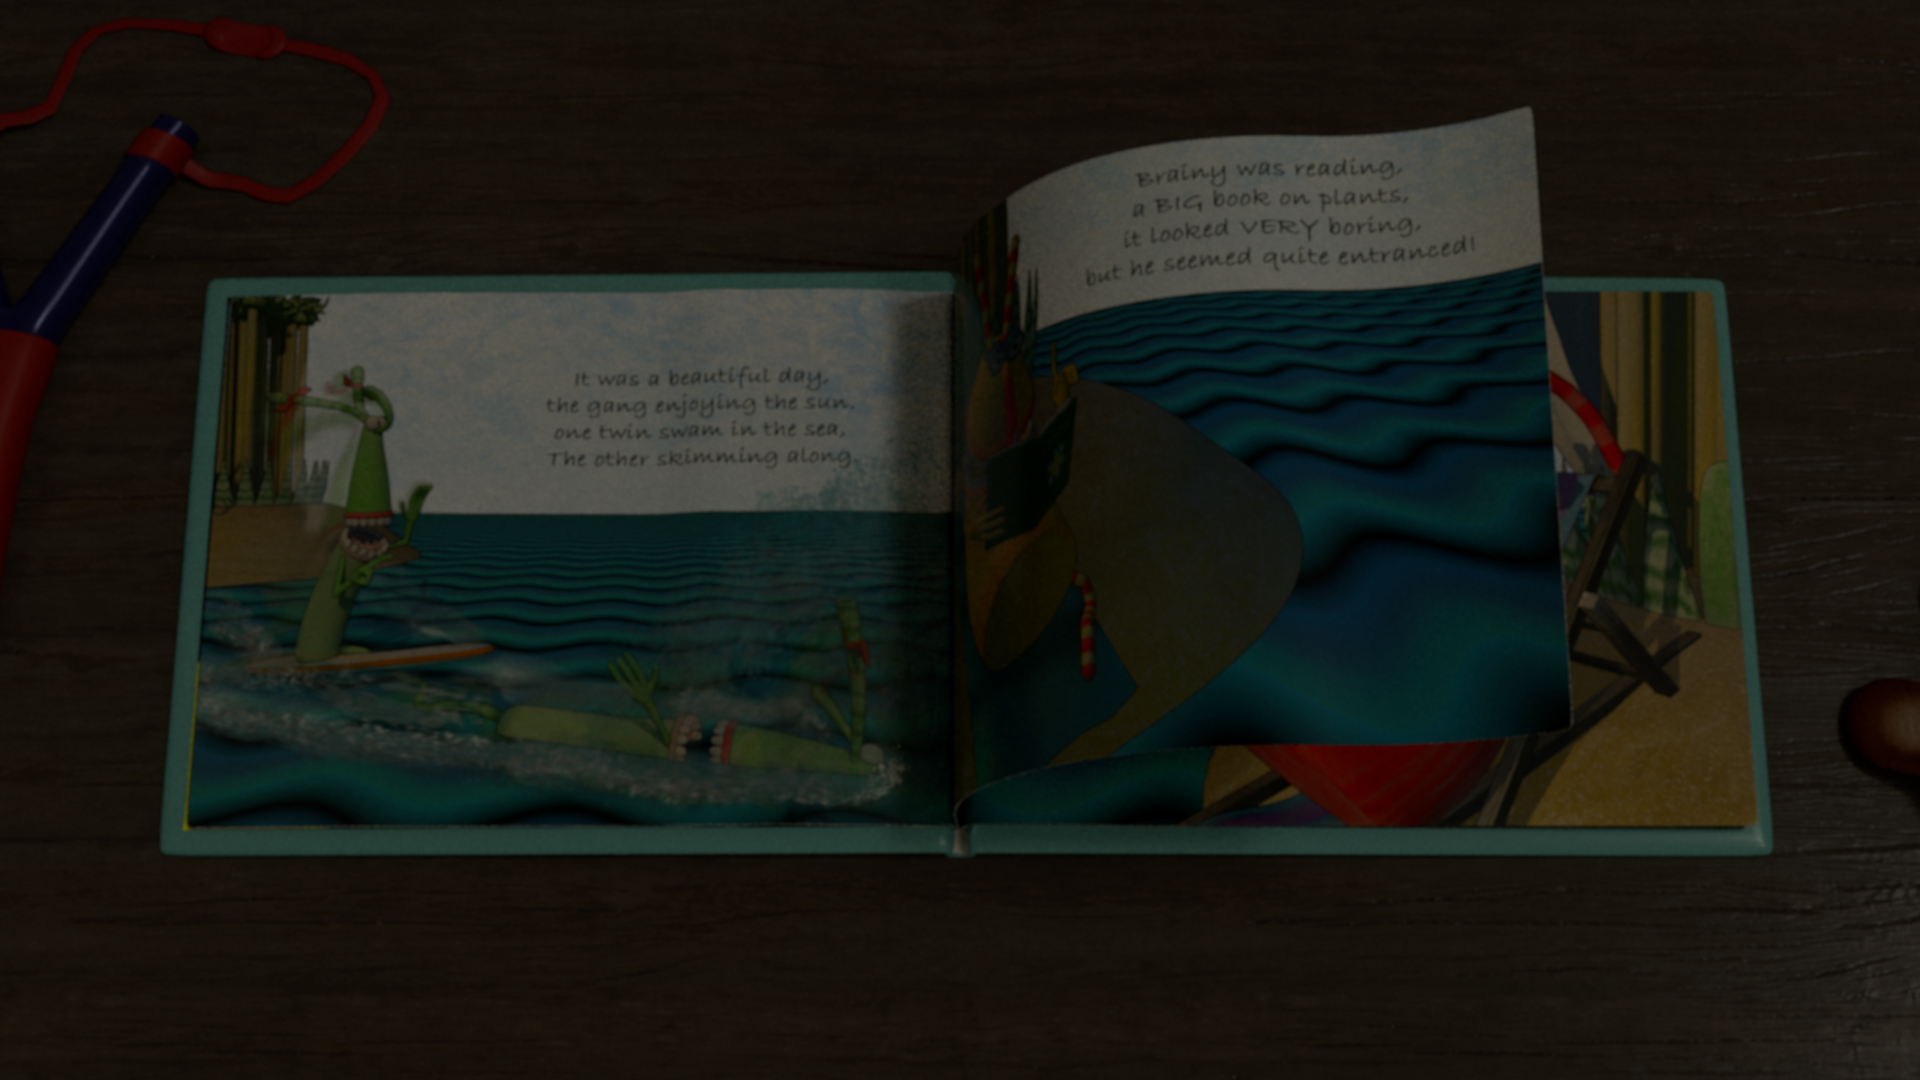 It was a beautiful day,
the gang enjoying the sun.
one twin swam in the sea,
The other skimming along.
Brainy was reading,
a BIG book on plants,
it looked VERY boring,
but he seemed quite entranced!